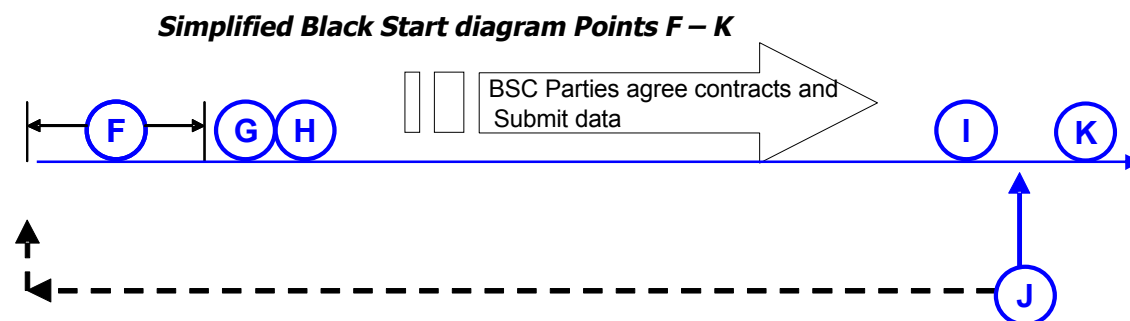 Simplified Black Start diagram Points F – K
BSC Parties agree contracts and
Submit data
F
G
H
I
K
J